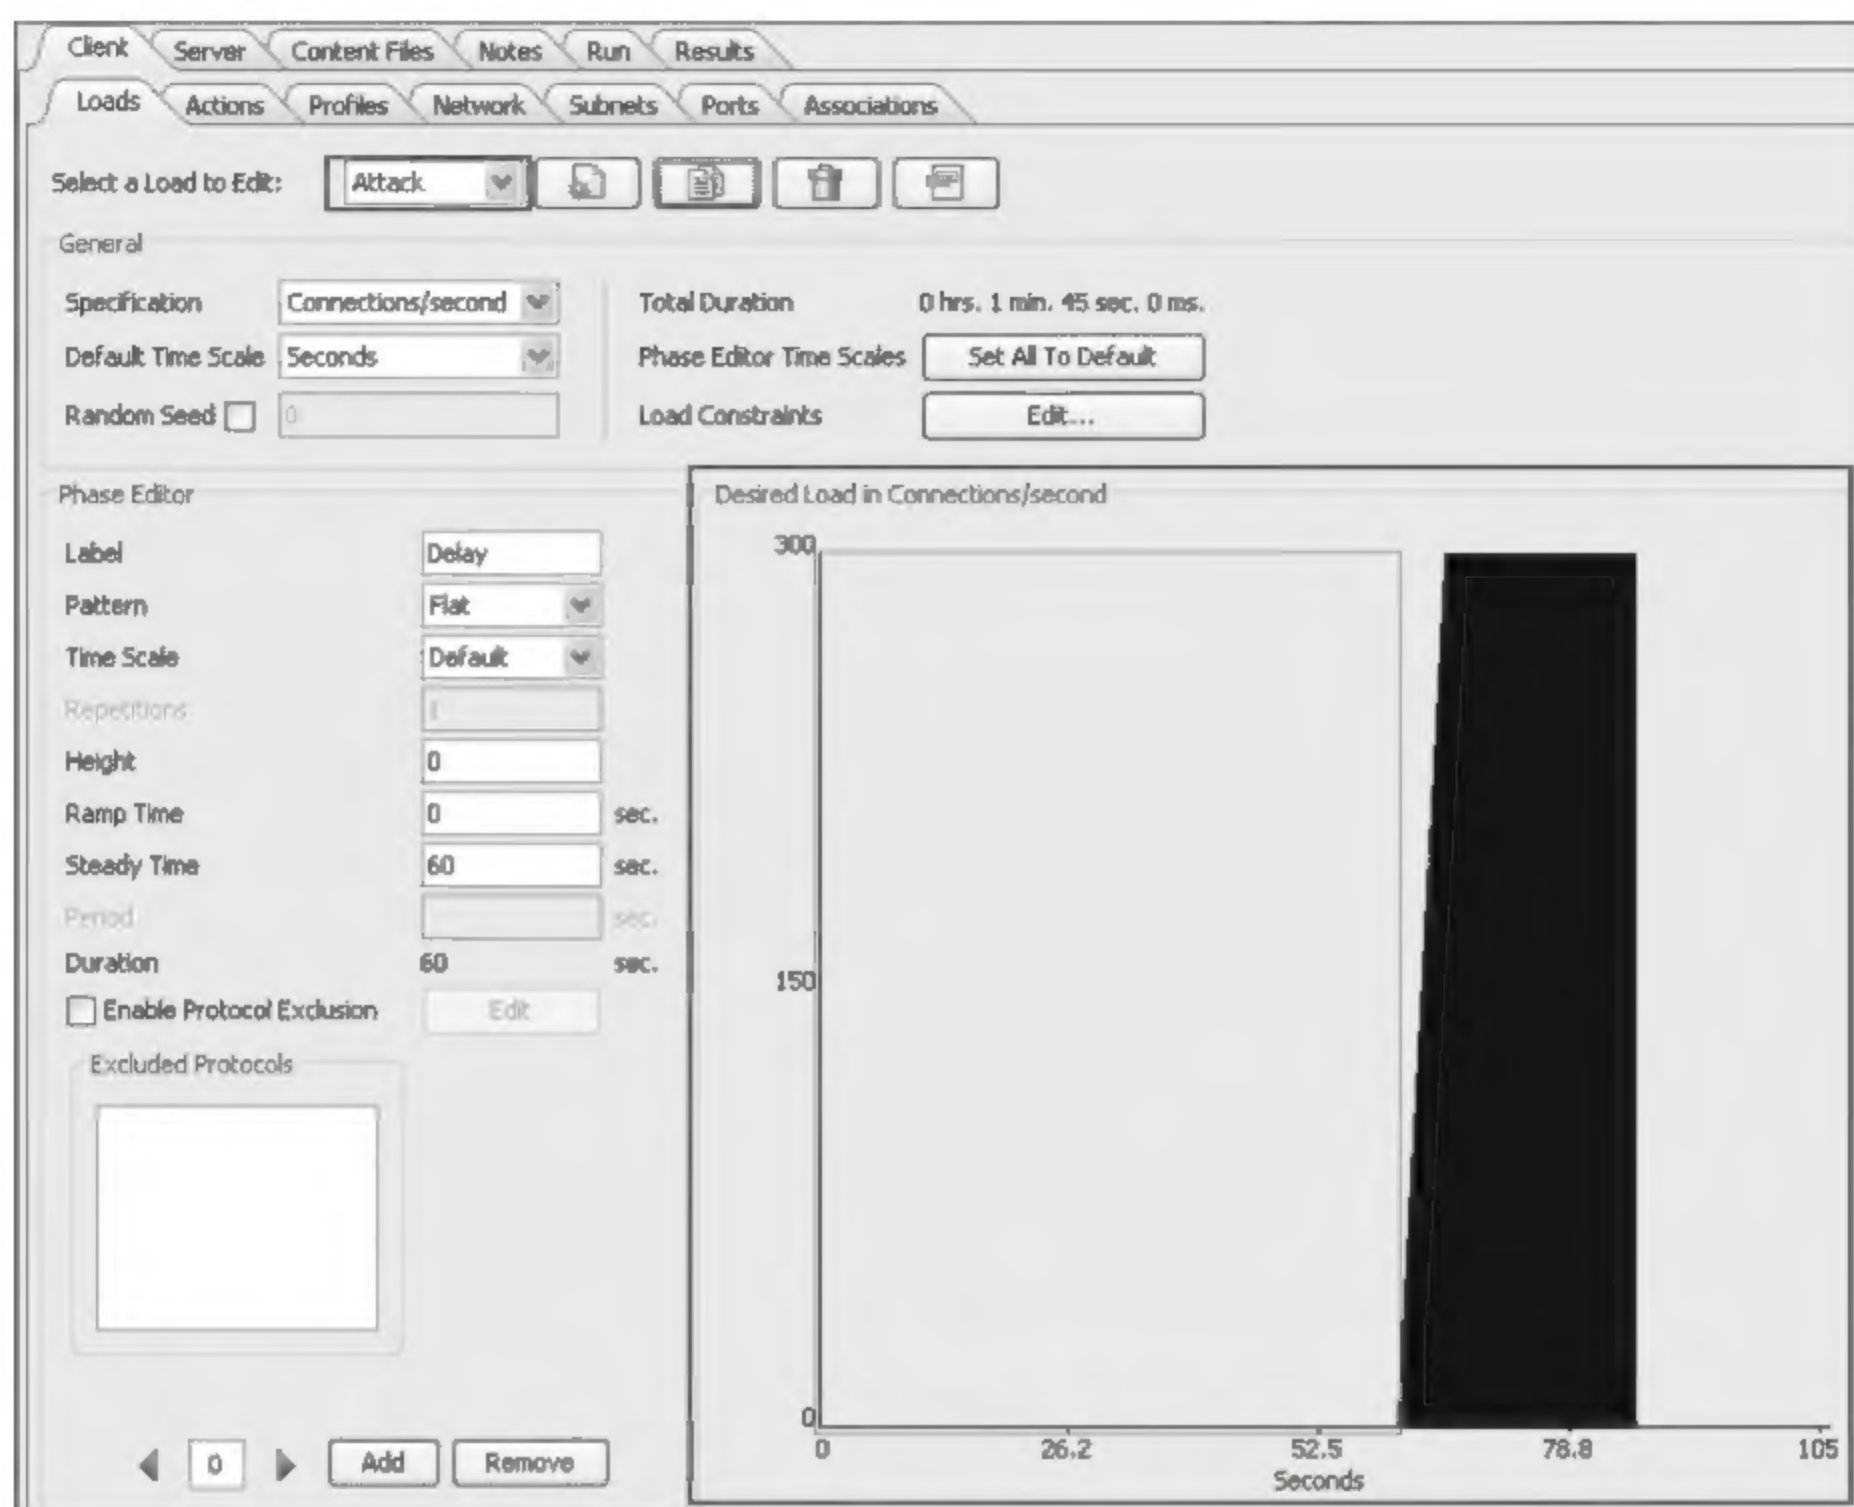 Client Server Content Files Notes Run Results
Loads Actions Profiles Network Subnets Ports Associations
Select a Load to Edit: Attack
General
Specification Connections/second Total Duration 0 hrs. 1 min. 45 sec. 0 ms.
Default Time Scale Seconds Phase Editor Time Scales Set All To Default
Random Seed 0 Load Constraints Edit...
Phase Editor
Label Delay
Pattern Flat
Time Scale Default
Repetitions 1
Height 0
Ramp Time 0 sec.
Steady Time 60 sec.
Period sec.
Duration 60 sec.
Enable Protocol Exclusion Edit
Excluded Protocols
0 Add Remove
Desired Load in Connections/second
300
150
0
0 26.2 52.5 78.8 105
Seconds